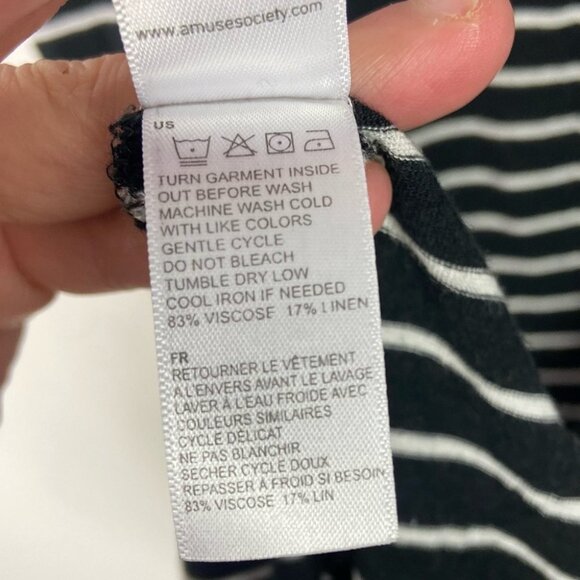 www.amusesociety.com
US
TURN GARMENT INSIDE
OUT BEFORE WASH
MACHINE WASH COLD
WITH LIKE COLORS
GENTLE CYCLE
DO NOT BLEACH
TUMBLE DRY LOW
COOL IRON IF NEEDED
83% VISCOSE 17% LINEN
FR
RETOURNER LE VÊTEMENT
A L'ENVERS AVANT LE LAVAGE
LAVER À L'EAU FROIDE AVEC
COULEURS SIMILAIRES
CYCLE DÉLICAT
NE PAS BLANCHIR
SECHER CYCLE DOUX
REPASSER À FROID SI BESOIN
83% VISCOSE 17% LIN